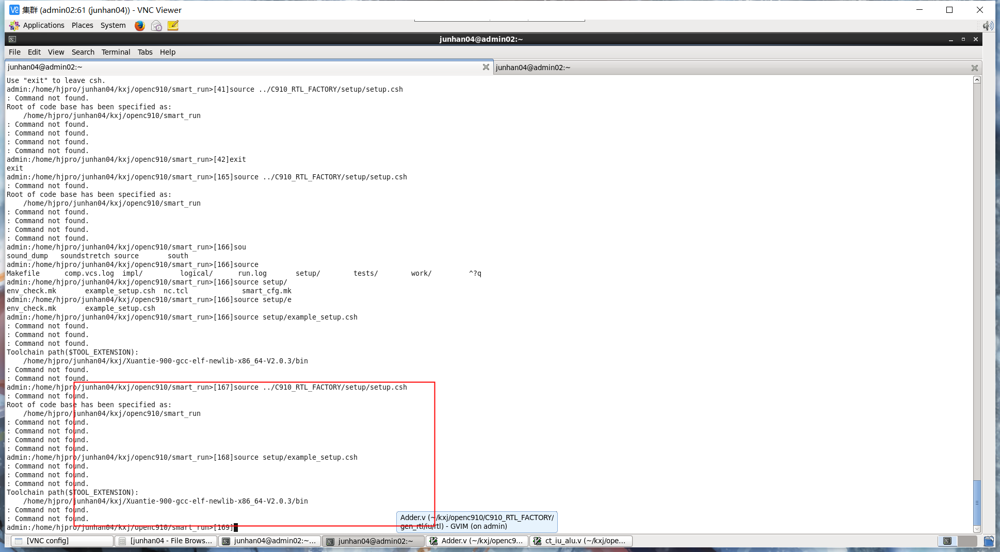 集群 (admin02:61 (junhan04)) - VNC Viewer
Applications Places System
junhan04@admin02:~
File Edit View Search Terminal Tabs Help
junhan04@admin02:~ junhan04@admin02:~
Use "exit" to leave csh.
admin:/home/hjpro/junhan04/kxj/openc910/smart_run>[41]source ../C910_RTL_FACTORY/setup/setup.csh
: Command not found.
Root of code base has been specified as:
    /home/hjpro/junhan04/kxj/openc910/smart_run
: Command not found.
: Command not found.
: Command not found.
: Command not found.
admin:/home/hjpro/junhan04/kxj/openc910/smart_run>[42]exit
exit
admin:/home/hjpro/junhan04/kxj/openc910/smart_run>[165]source ../C910_RTL_FACTORY/setup/setup.csh
: Command not found.
Root of code base has been specified as:
    /home/hjpro/junhan04/kxj/openc910/smart_run
: Command not found.
: Command not found.
: Command not found.
: Command not found.
admin:/home/hjpro/junhan04/kxj/openc910/smart_run>[166]sou
sound_dump   soundstretch source       south
admin:/home/hjpro/junhan04/kxj/openc910/smart_run>[166]source
Makefile      comp.vcs.log  impl/         logical/      run.log       setup/        tests/        work/         ^?q
admin:/home/hjpro/junhan04/kxj/openc910/smart_run>[166]source setup/
env_check.mk       example_setup.csh  nc.tcl             smart_cfg.mk
admin:/home/hjpro/junhan04/kxj/openc910/smart_run>[166]source setup/e
env_check.mk       example_setup.csh
admin:/home/hjpro/junhan04/kxj/openc910/smart_run>[166]source setup/example_setup.csh
: Command not found.
: Command not found.
: Command not found.
Toolchain path($TOOL_EXTENSION):
    /home/hjpro/junhan04/kxj/Xuantie-900-gcc-elf-newlib-x86_64-V2.0.3/bin
: Command not found.
: Command not found.
admin:/home/hjpro/junhan04/kxj/openc910/smart_run>[167]source ../C910_RTL_FACTORY/setup/setup.csh
: Command not found.
Root of code base has been specified as:
    /home/hjpro/junhan04/kxj/openc910/smart_run
: Command not found.
: Command not found.
: Command not found.
: Command not found.
admin:/home/hjpro/junhan04/kxj/openc910/smart_run>[168]source setup/example_setup.csh
: Command not found.
: Command not found.
: Command not found.
Toolchain path($TOOL_EXTENSION):
    /home/hjpro/junhan04/kxj/Xuantie-900-gcc-elf-newlib-x86_64-V2.0.3/bin
: Command not found.
: Command not found.
admin:/home/hjpro/junhan04/kxj/openc910/smart_run>[169]
Adder.v (~/kxj/openc910/C910_RTL_FACTORY/
gen_rtl/iu/rtl) - GVIM (on admin)
[VNC config] [junhan04 - File Brows... junhan04@admin02:~... junhan04@admin02:~ Adder.v (~/kxj/openc9... ct_iu_alu.v (~/kxj/ope...